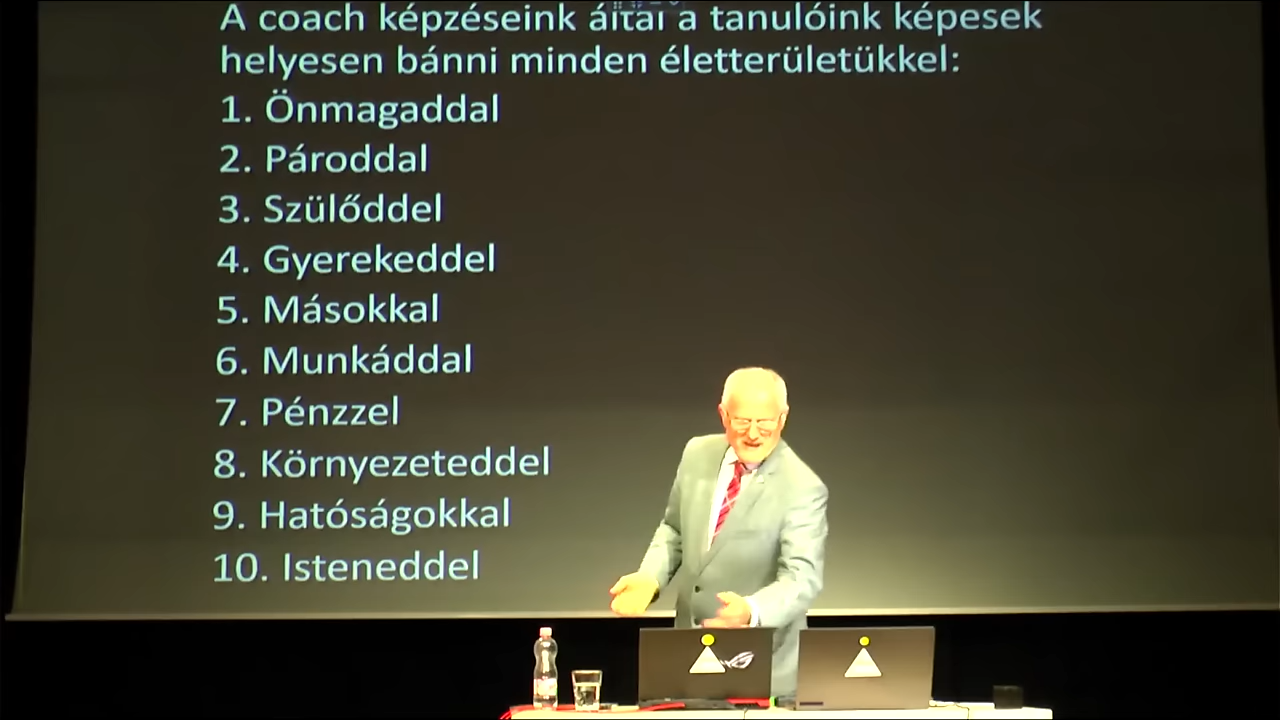 A coach képzéseink által a tanulóink képesek
helyesen bánni minden életterületükkel:
1. Önmagaddal
2. Pároddal
3. Szülőddel
4. Gyerekeddel
5. Másokkal
6. Munkáddal
7. Pénzzel
8. Környezeteddel
9. Hatóságokkal
10. Isteneddel